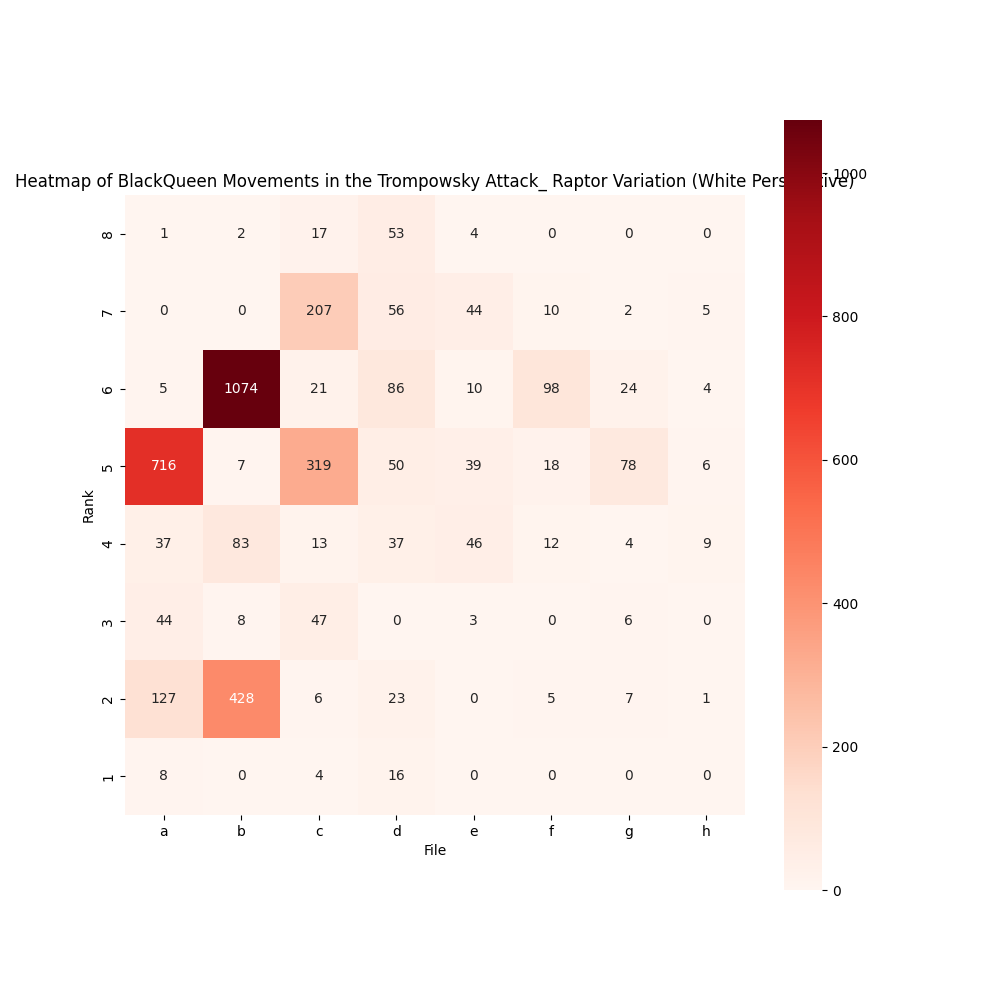 Heatmap of BlackQueen Movements in the Trompowsky Attack_ Raptor Variation (White Perspective)
1000
8 1 2 17 53 4 0 0 0
7 0 0 207 56 44 10 2 5
800
6 5 1074 21 86 10 98 24 4
5 716 7 319 50 39 18 78 6
600
Rank
4 37 83 13 37 46 12 4 9
400
3 44 8 47 0 3 0 6 0
2 127 428 6 23 0 5 7 1
200
1 8 0 4 16 0 0 0 0
a b c d e f g h
File
0